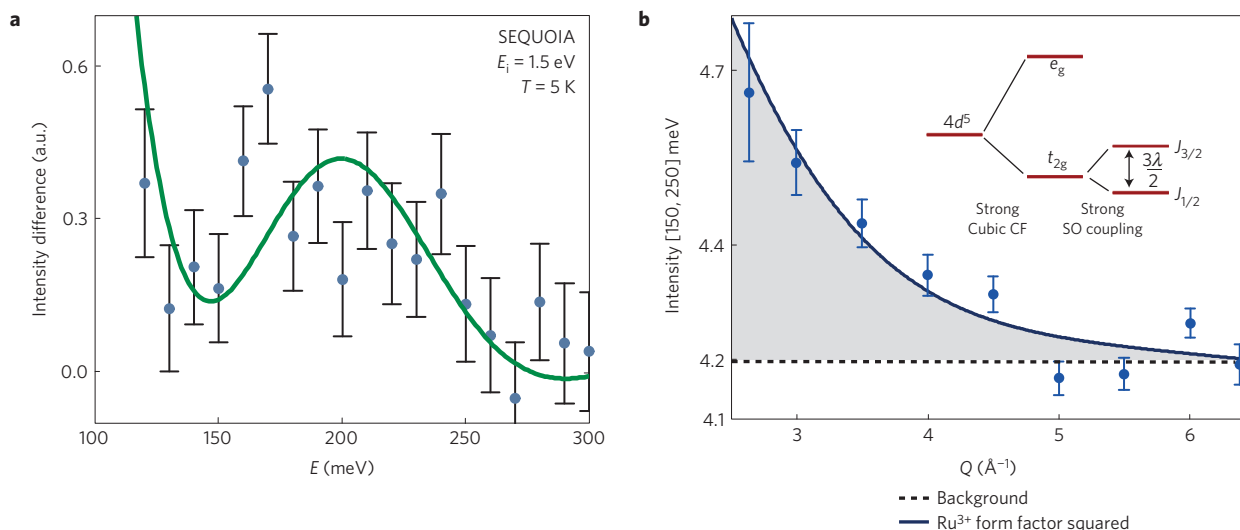 a
SEQUOIA
Ei = 1.5 eV
T = 5 K
Intensity difference (a.u.)
0.6
0.3
0.0
100
150
200
250
300
E (meV)
b
Intensity [150, 250] meV
4.7
4.4
4.2
4.1
4d⁵
eg
t2g
J3/2
3λ
2
J1/2
Strong
Cubic CF
Strong
SO coupling
3
4
5
6
Q (Å⁻¹)
Background
Ru³⁺ form factor squared